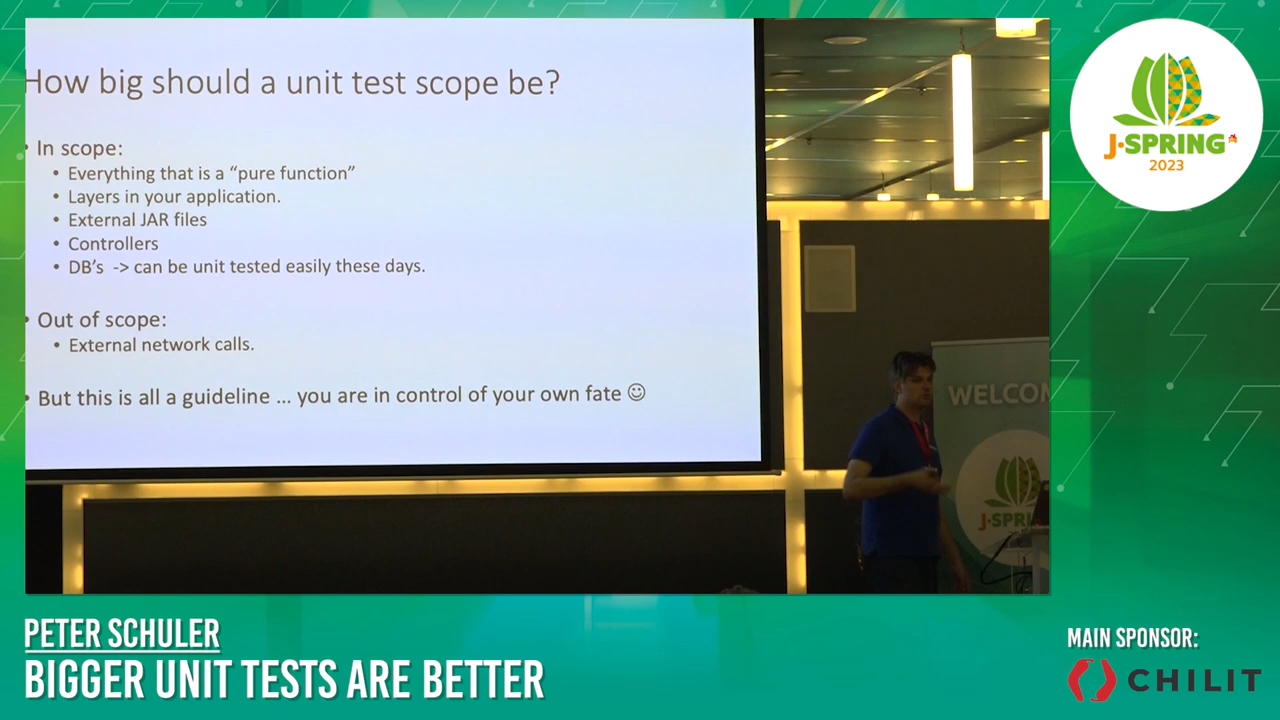 How big should a unit test scope be?
• In scope:
• Everything that is a “pure function”
• Layers in your application.
• External JAR files
• Controllers
• DB’s -> can be unit tested easily these days.
• Out of scope:
• External network calls.
• But this is all a guideline ... you are in control of your own fate ☺
WELCOM
J•SPRI
J•SPRING
2023
PETER SCHULER
BIGGER UNIT TESTS ARE BETTER
MAIN SPONSOR:
CHILIT